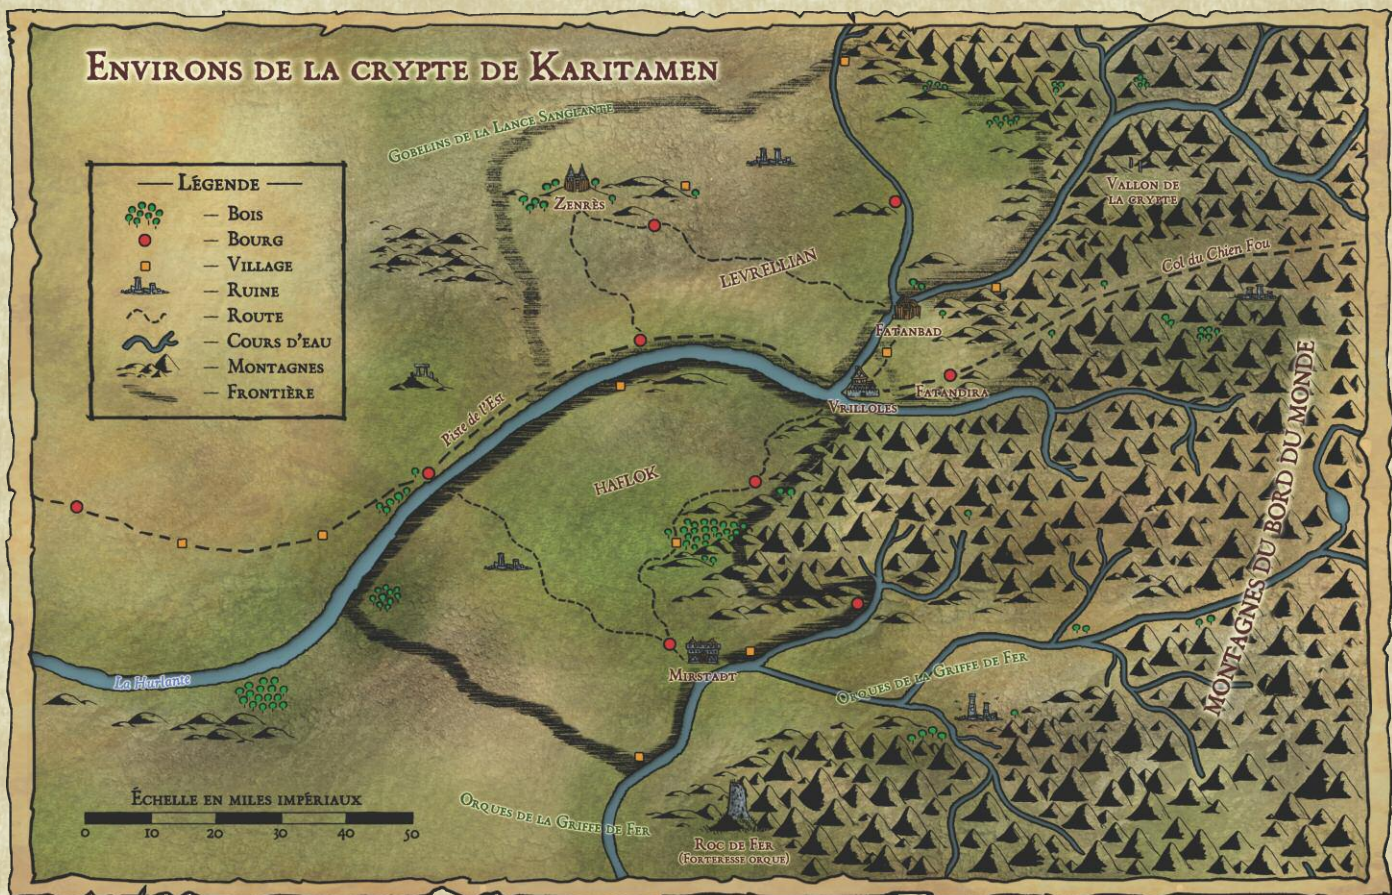 Environs de la crypte de Karitamen
Gobelins de la Lance Sanglante
Légende
— Bois
— Bourg
— Village
— Ruine
— Route
— Cours d'eau
— Montagnes
— Frontière
Zenrès
Vallon de
la crypte
Col du Chien Fou
LEVRELLIAN
Fatanbad
Fatandira
Vrilloles
Piste de l'Est
HAFLOK
MONTAGNES DU BORD DU MONDE
La Hurlante
Mirstadt
Orques de la Griffe de Fer
Échelle en miles impériaux
0 10 20 30 40 50
Orques de la Griffe de Fer
Roc de Fer
(Forteresse orque)